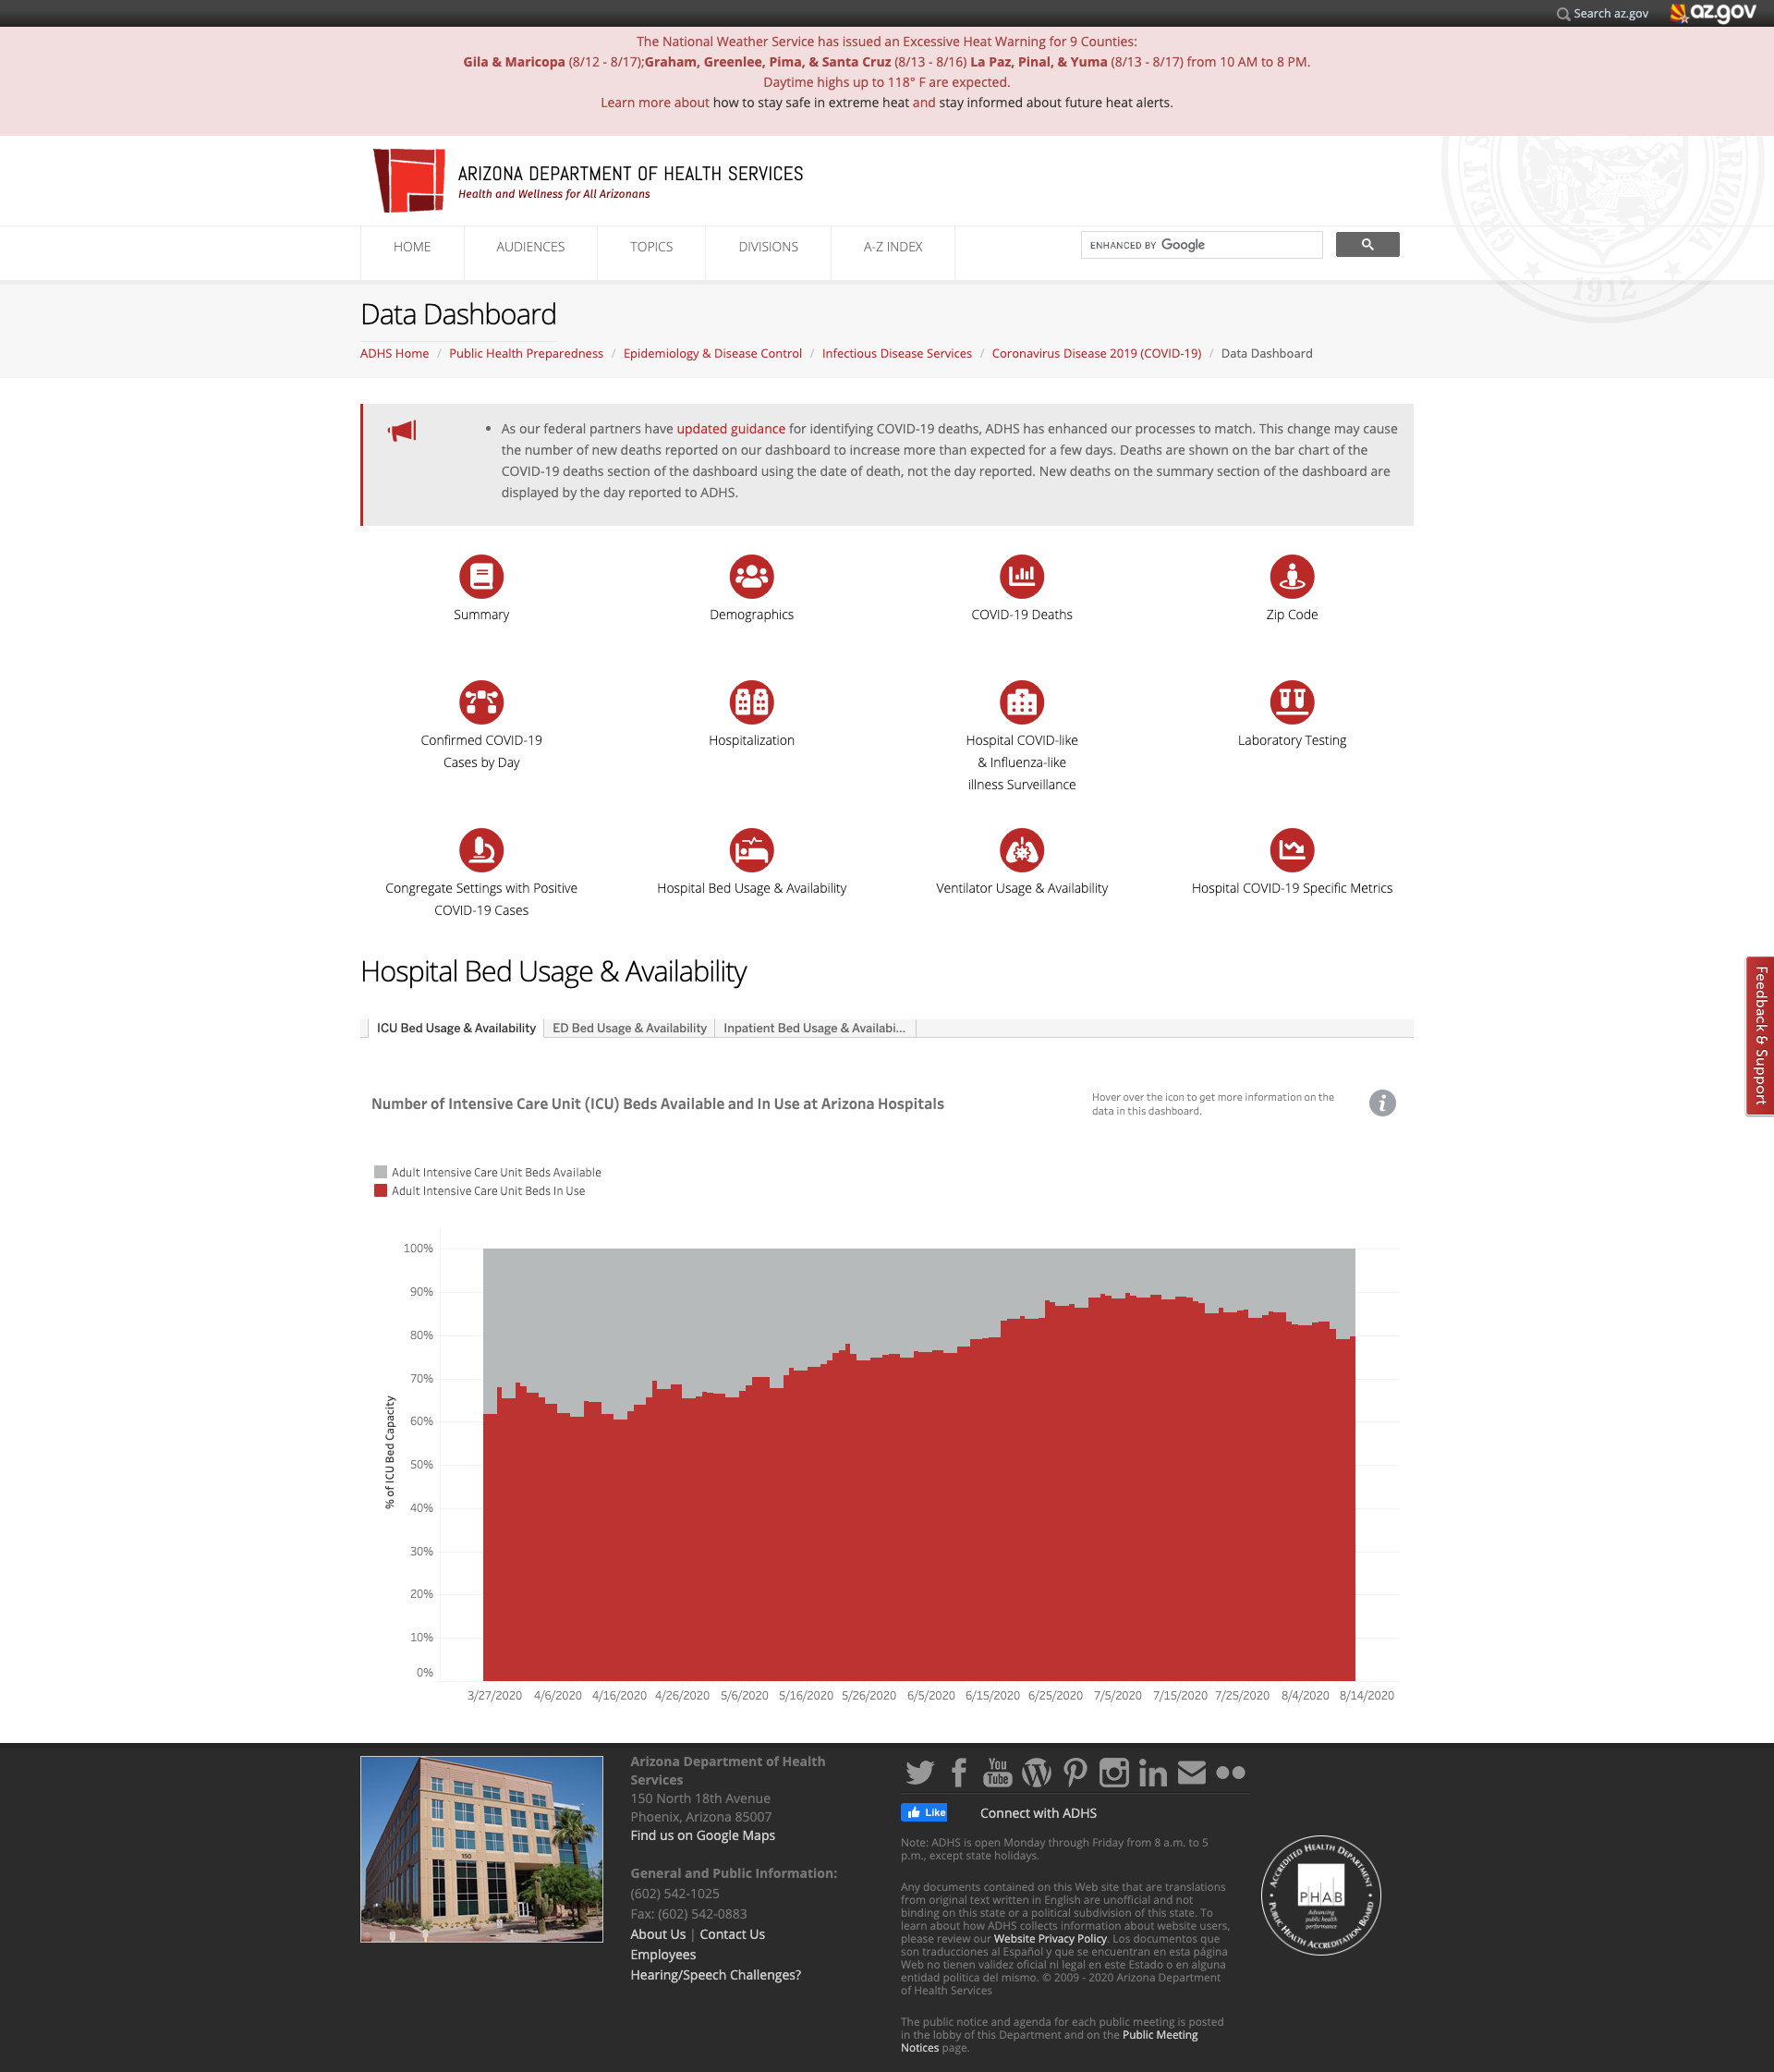 Search az.gov
az.gov
The National Weather Service has issued an Excessive Heat Warning for 9 Counties:
Gila & Maricopa (8/12 - 8/17);Graham, Greenlee, Pima, & Santa Cruz (8/13 - 8/16) La Paz, Pinal, & Yuma (8/13 - 8/17) from 10 AM to 8 PM.
Daytime highs up to 118° F are expected.
Learn more about how to stay safe in extreme heat and stay informed about future heat alerts.
ARIZONA DEPARTMENT OF HEALTH SERVICES
Health and Wellness for All Arizonans
HOME
AUDIENCES
TOPICS
DIVISIONS
A-Z INDEX
ENHANCED BY Google
GREAT S
ARIZONA
1912
Data Dashboard
ADHS Home / Public Health Preparedness / Epidemiology & Disease Control / Infectious Disease Services / Coronavirus Disease 2019 (COVID-19) / Data Dashboard
• As our federal partners have updated guidance for identifying COVID-19 deaths, ADHS has enhanced our processes to match. This change may cause
the number of new deaths reported on our dashboard to increase more than expected for a few days. Deaths are shown on the bar chart of the
COVID-19 deaths section of the dashboard using the date of death, not the day reported. New deaths on the summary section of the dashboard are
displayed by the day reported to ADHS.
Summary
Demographics
COVID-19 Deaths
Zip Code
Confirmed COVID-19
Cases by Day
Hospitalization
Hospital COVID-like
& Influenza-like
illness Surveillance
Laboratory Testing
Congregate Settings with Positive
COVID-19 Cases
Hospital Bed Usage & Availability
Ventilator Usage & Availability
Hospital COVID-19 Specific Metrics
Hospital Bed Usage & Availability
Feedback & Support
ICU Bed Usage & Availability
ED Bed Usage & Availability
Inpatient Bed Usage & Availabi...
Number of Intensive Care Unit (ICU) Beds Available and In Use at Arizona Hospitals
Hover over the icon to get more information on the
data in this dashboard.
i
Adult Intensive Care Unit Beds Available
Adult Intensive Care Unit Beds In Use
% of ICU Bed Capacity
100%
90%
80%
70%
60%
50%
40%
30%
20%
10%
0%
3/27/2020 4/6/2020 4/16/2020 4/26/2020 5/6/2020 5/16/2020 5/26/2020 6/5/2020 6/15/2020 6/25/2020 7/5/2020 7/15/2020 7/25/2020 8/4/2020 8/14/2020
150
Arizona Department of Health
Services
150 North 18th Avenue
Phoenix, Arizona 85007
Find us on Google Maps
General and Public Information:
(602) 542-1025
Fax: (602) 542-0883
About Us | Contact Us
Employees
Hearing/Speech Challenges?
You
Tube
Like
Connect with ADHS
Note: ADHS is open Monday through Friday from 8 a.m. to 5
p.m., except state holidays.
Any documents contained on this Web site that are translations
from original text written in English are unofficial and not
binding on this state or a political subdivision of this state. To
learn about how ADHS collects information about website users,
please review our Website Privacy Policy. Los documentos que
son traducciones al Español y que se encuentran en esta página
Web no tienen validez oficial ni legal en este Estado o en alguna
entidad politica del mismo. © 2009 - 2020 Arizona Department
of Health Services
The public notice and agenda for each public meeting is posted
in the lobby of this Department and on the Public Meeting
Notices page.
ACCREDITED HEALTH DEPARTMENT
PHAB
Advancing
public health
performance
PUBLIC HEALTH ACCREDITATION BOARD